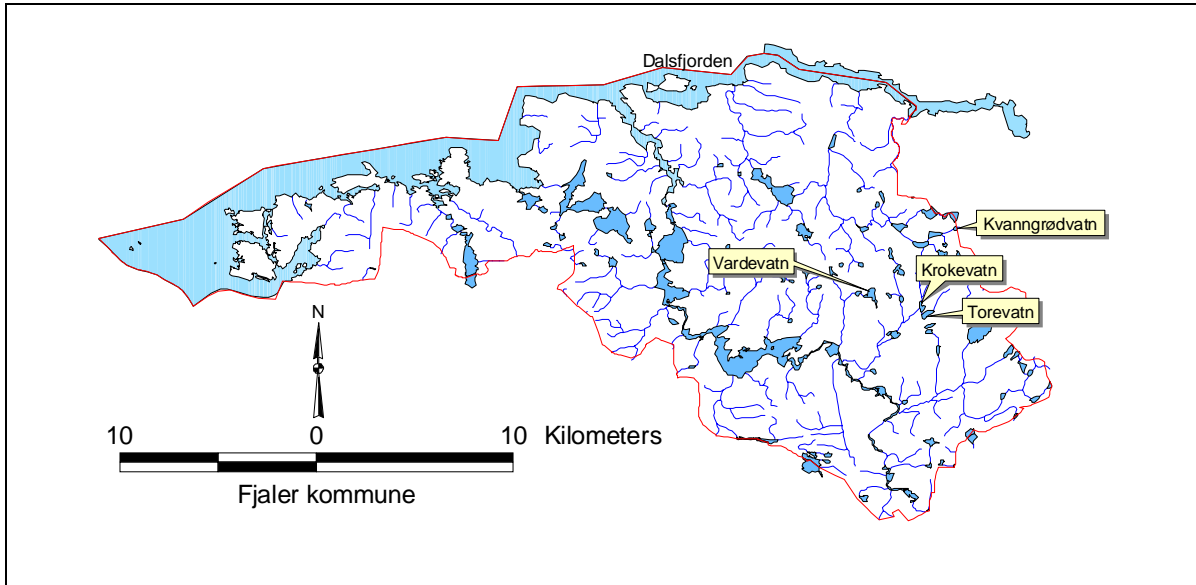 Dalsfjorden
Kvanngrødvatn
Vardevatn
Krokevatn
Torevatn
N
10 0 10 Kilometers
Fjaler kommune